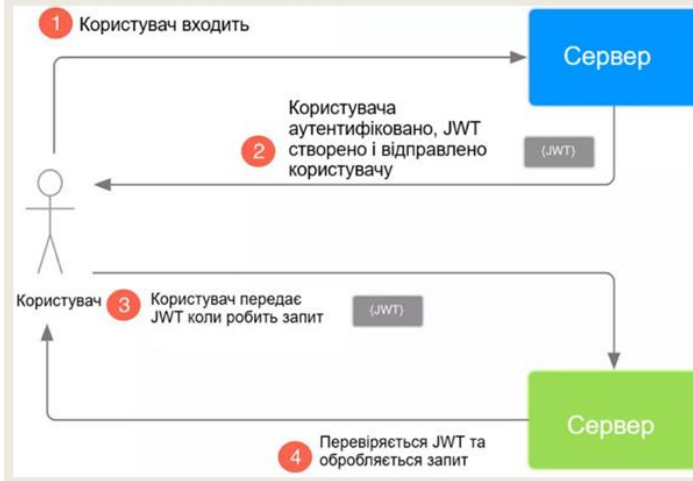 1 Користувач входить
Сервер
Користувача
аутентифіковано, JWT
2 створено і відправлено
користувачу
{JWT}
Користувач
3 Користувач передає
JWT коли робить запит
{JWT}
Сервер
4 Перевіряється JWT та
обробляється запит